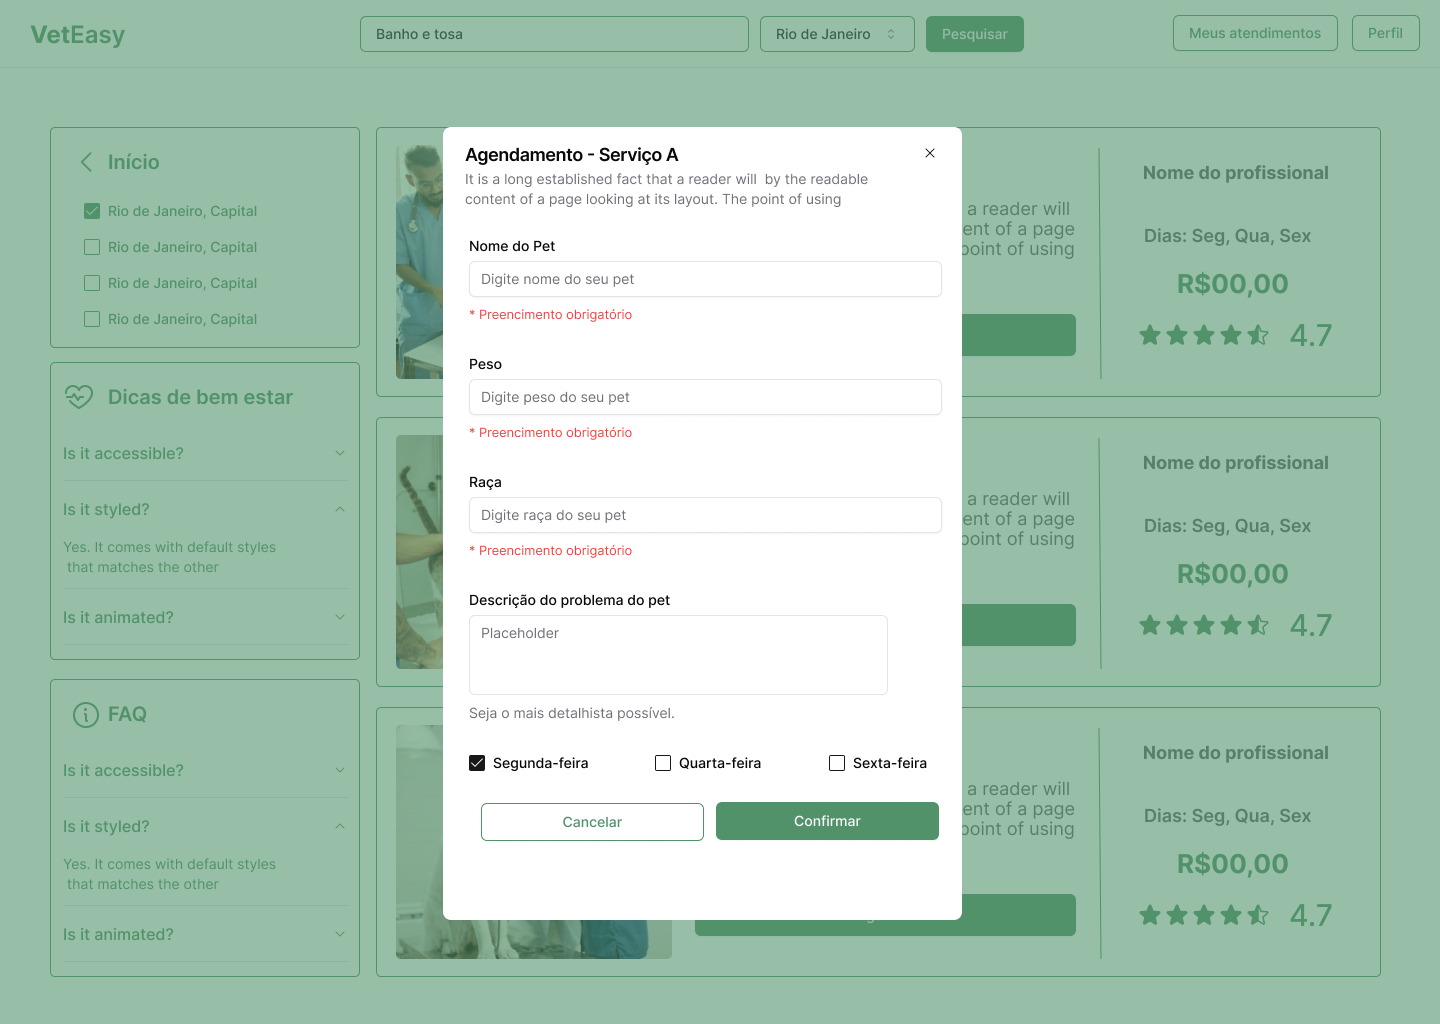 VetEasy
Banho e tosa
Rio de Janeiro
Pesquisar
Meus atendimentos
Perfil
Início
Rio de Janeiro, Capital
Rio de Janeiro, Capital
Rio de Janeiro, Capital
Rio de Janeiro, Capital
Dicas de bem estar
Is it accessible?
Is it styled?
Yes. It comes with default styles
that matches the other
Is it animated?
FAQ
Is it accessible?
Is it styled?
Yes. It comes with default styles
that matches the other
Is it animated?
Agendamento - Serviço A
It is a long established fact that a reader will by the readable
content of a page looking at its layout. The point of using
Nome do Pet
Digite nome do seu pet
* Preencimento obrigatório
Peso
Digite peso do seu pet
* Preencimento obrigatório
Raça
Digite raça do seu pet
* Preencimento obrigatório
Descrição do problema do pet
Placeholder
Seja o mais detalhista possível.
Segunda-feira
Quarta-feira
Sexta-feira
Cancelar
Confirmar
a reader will
of a page
point of using
Nome do profissional
Dias: Seg, Qua, Sex
R$00,00
4.7
a reader will
of a page
point of using
Nome do profissional
Dias: Seg, Qua, Sex
R$00,00
4.7
a reader will
of a page
point of using
Nome do profissional
Dias: Seg, Qua, Sex
R$00,00
4.7